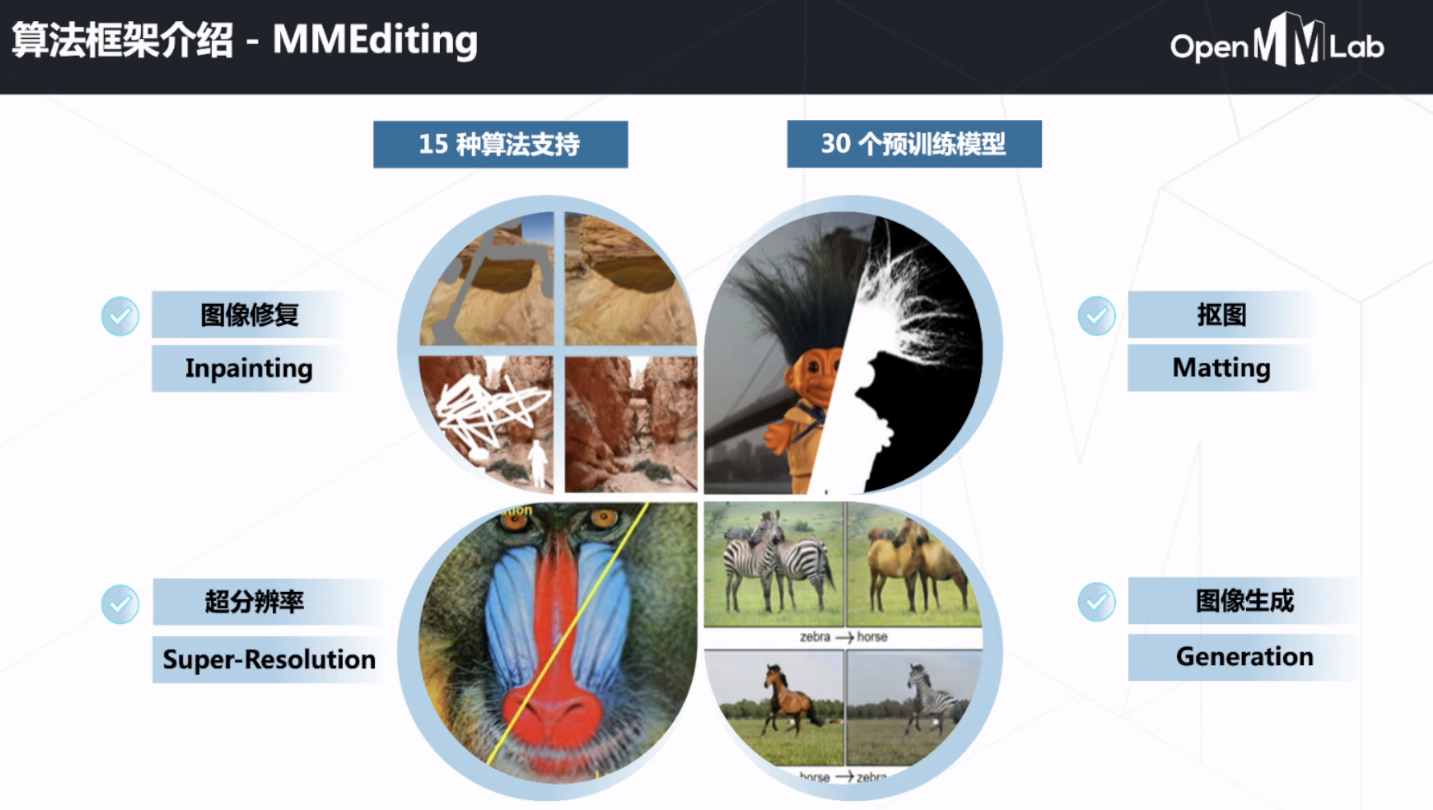 算法框架介绍 - MMEditing
OpenMMLab
15 种算法支持
30 个预训练模型
图像修复
Inpainting
抠图
Matting
zebra → horse
horse → zebra
超分辨率
Super-Resolution
图像生成
Generation